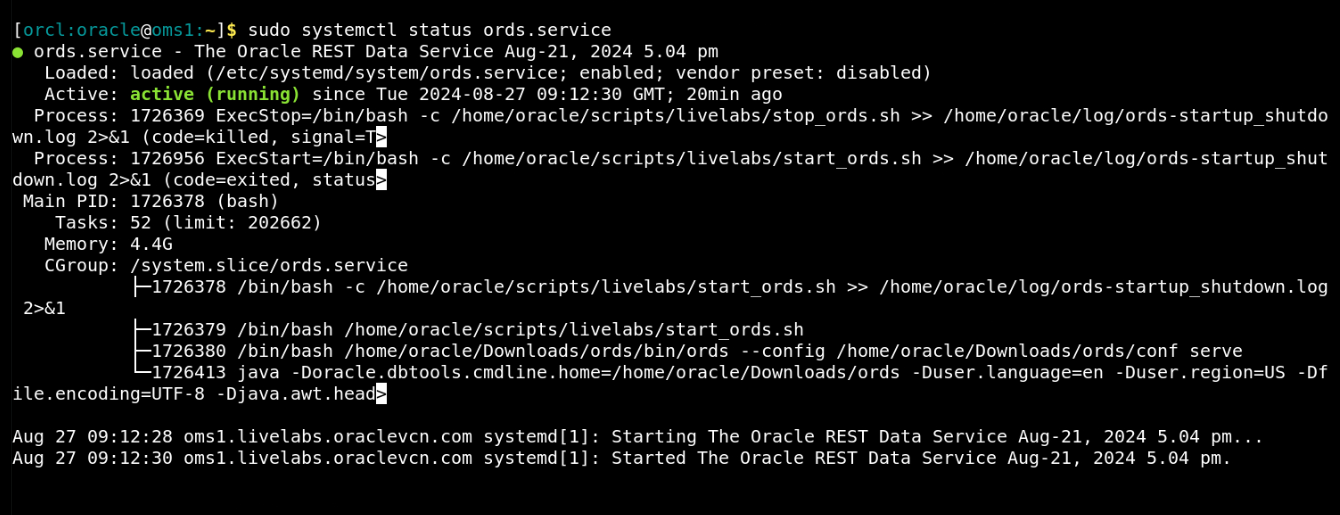 [orcl:oracle@oms1:~]$ sudo systemctl status ords.service
● ords.service - The Oracle REST Data Service Aug-21, 2024 5.04 pm
   Loaded: loaded (/etc/systemd/system/ords.service; enabled; vendor preset: disabled)
   Active: active (running) since Tue 2024-08-27 09:12:30 GMT; 20min ago
  Process: 1726369 ExecStop=/bin/bash -c /home/oracle/scripts/livelabs/stop_ords.sh >> /home/oracle/log/ords-startup_shutdo
wn.log 2>&1 (code=killed, signal=T>
  Process: 1726956 ExecStart=/bin/bash -c /home/oracle/scripts/livelabs/start_ords.sh >> /home/oracle/log/ords-startup_shut
down.log 2>&1 (code=exited, status>
 Main PID: 1726378 (bash)
    Tasks: 52 (limit: 202662)
   Memory: 4.4G
   CGroup: /system.slice/ords.service
           ├─1726378 /bin/bash -c /home/oracle/scripts/livelabs/start_ords.sh >> /home/oracle/log/ords-startup_shutdown.log
 2>&1
           ├─1726379 /bin/bash /home/oracle/scripts/livelabs/start_ords.sh
           ├─1726380 /bin/bash /home/oracle/Downloads/ords/bin/ords --config /home/oracle/Downloads/ords/conf serve
           └─1726413 java -Doracle.dbtools.cmdline.home=/home/oracle/Downloads/ords -Duser.language=en -Duser.region=US -Df
ile.encoding=UTF-8 -Djava.awt.head>

Aug 27 09:12:28 oms1.livelabs.oraclevcn.com systemd[1]: Starting The Oracle REST Data Service Aug-21, 2024 5.04 pm...
Aug 27 09:12:30 oms1.livelabs.oraclevcn.com systemd[1]: Started The Oracle REST Data Service Aug-21, 2024 5.04 pm.